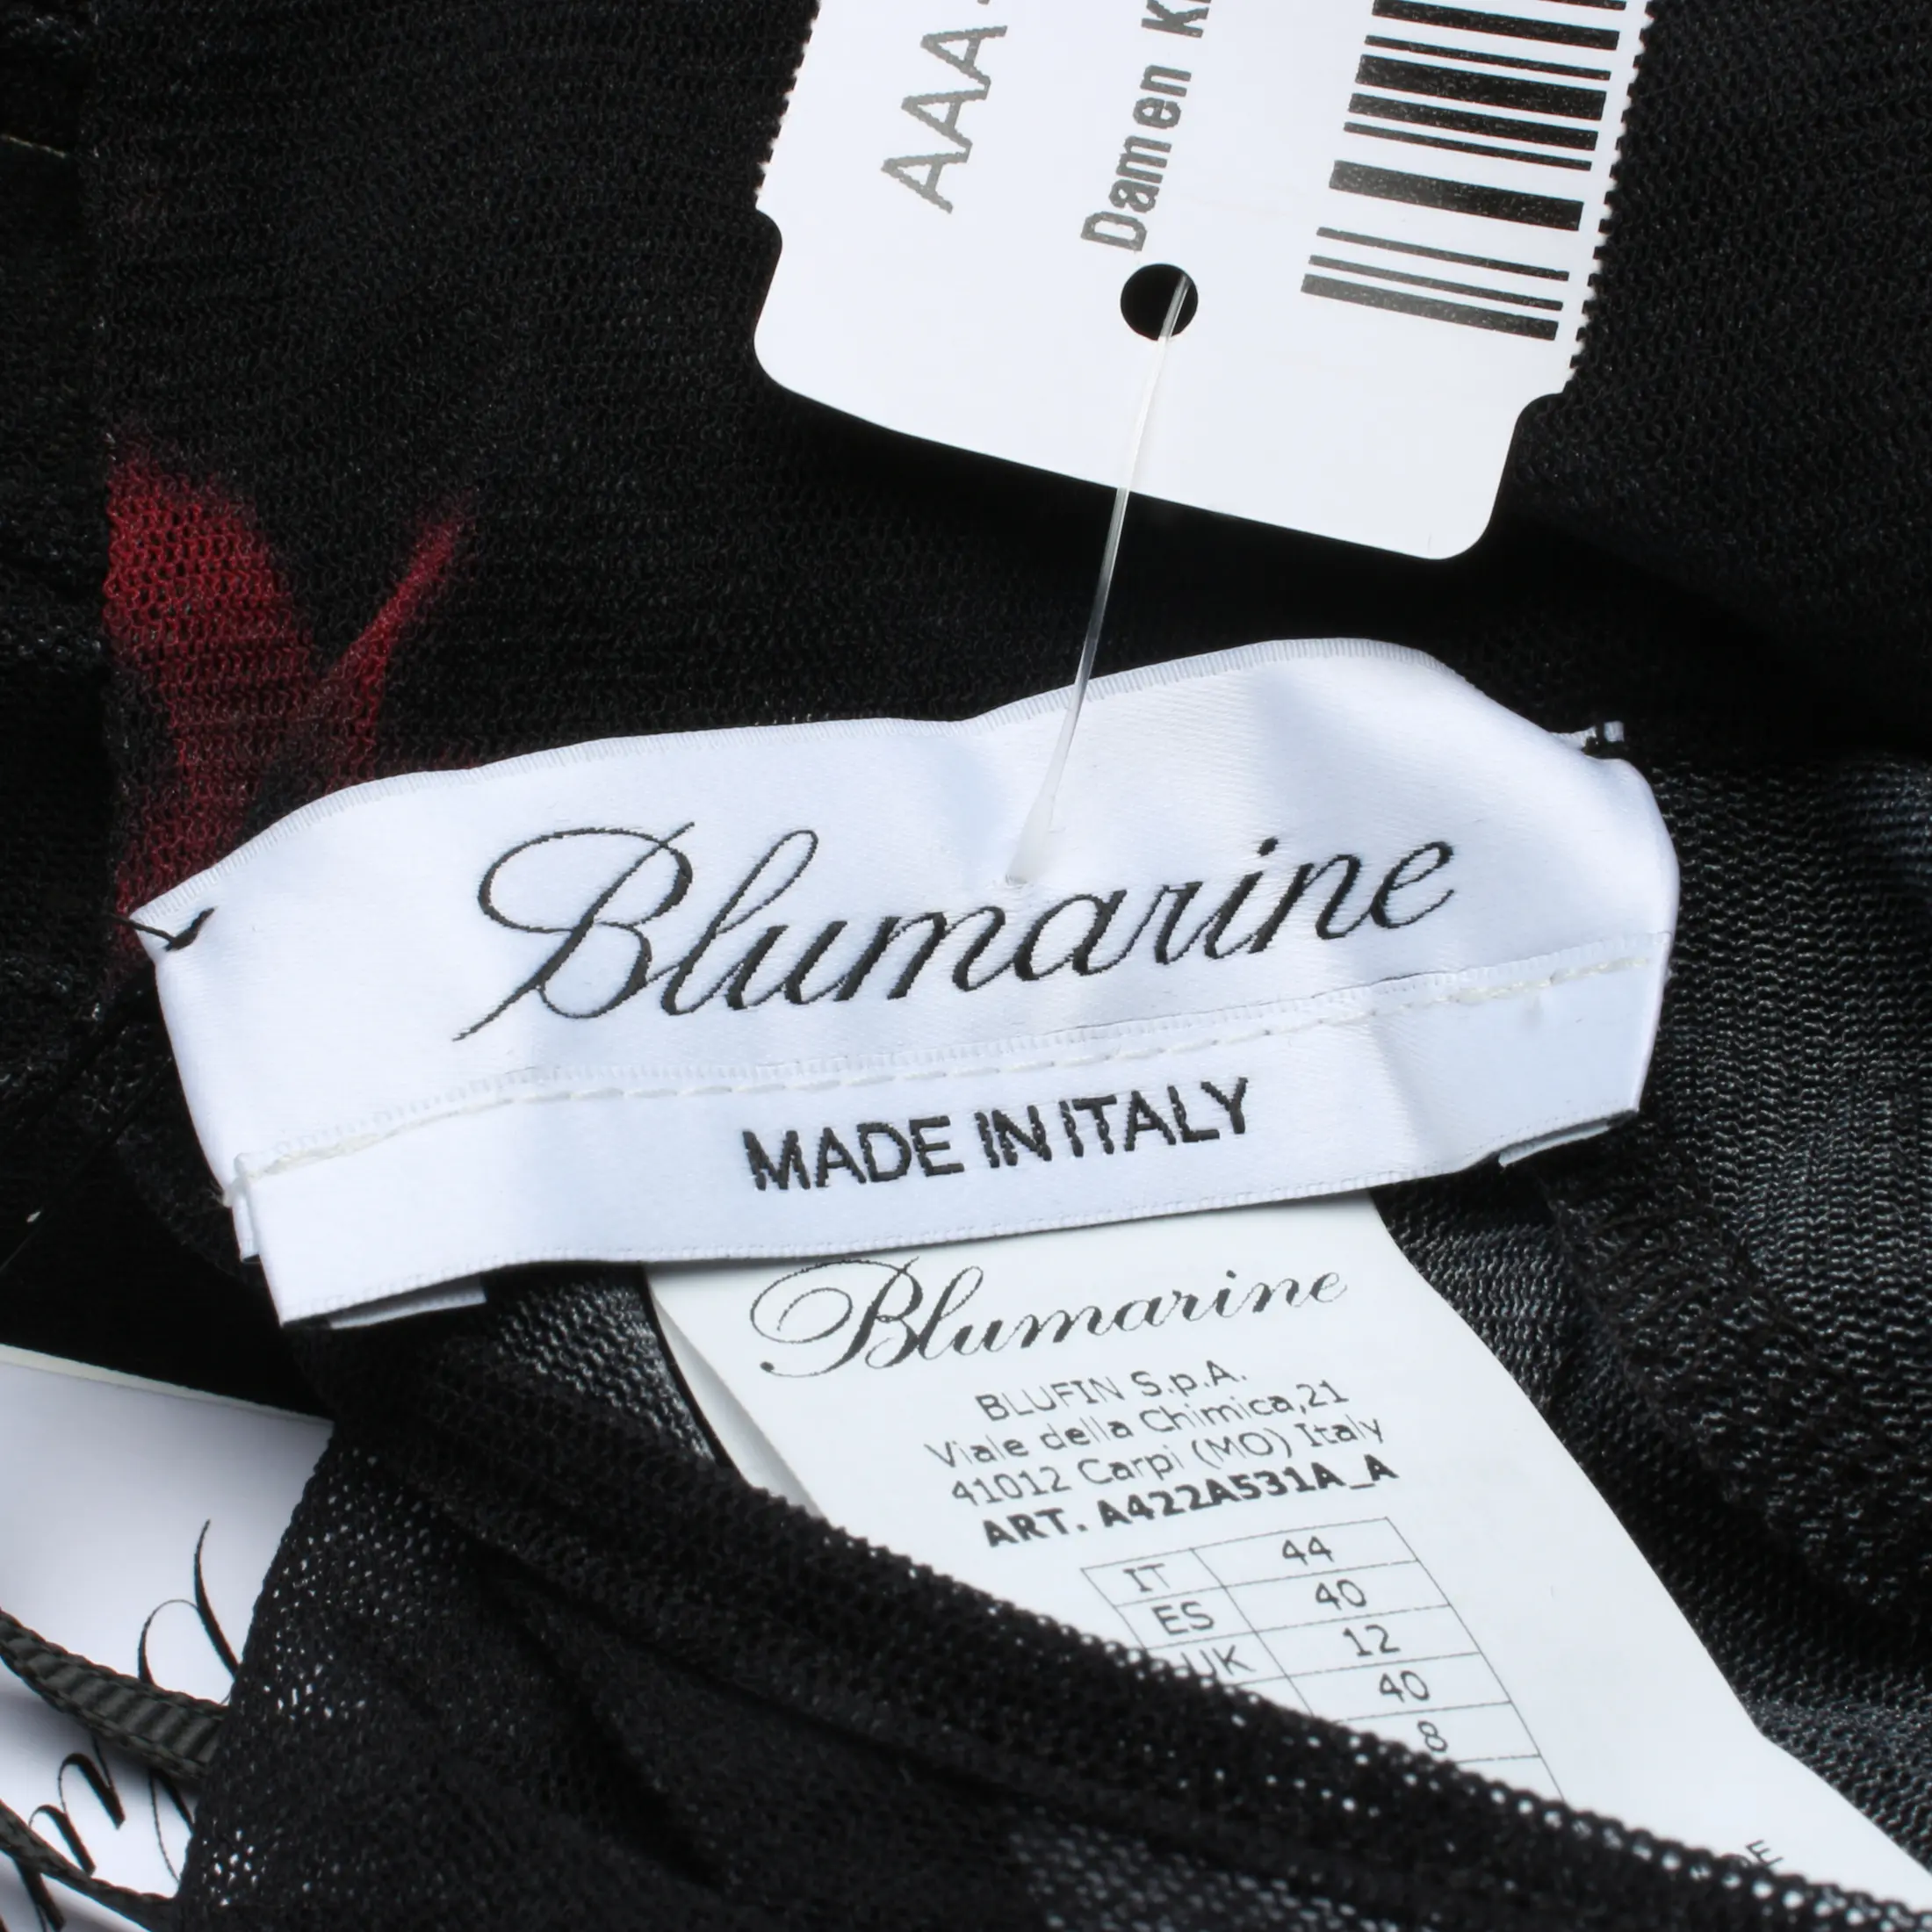 AAA
Damen
Blumarine
MADE IN ITALY
Blumarine
BLUFIN S.p.A.
Viale della Chimica,21
41012 Carpi (MO) Italy
ART. A422A531A_A
IT 44
ES 40
UK 12
40
8